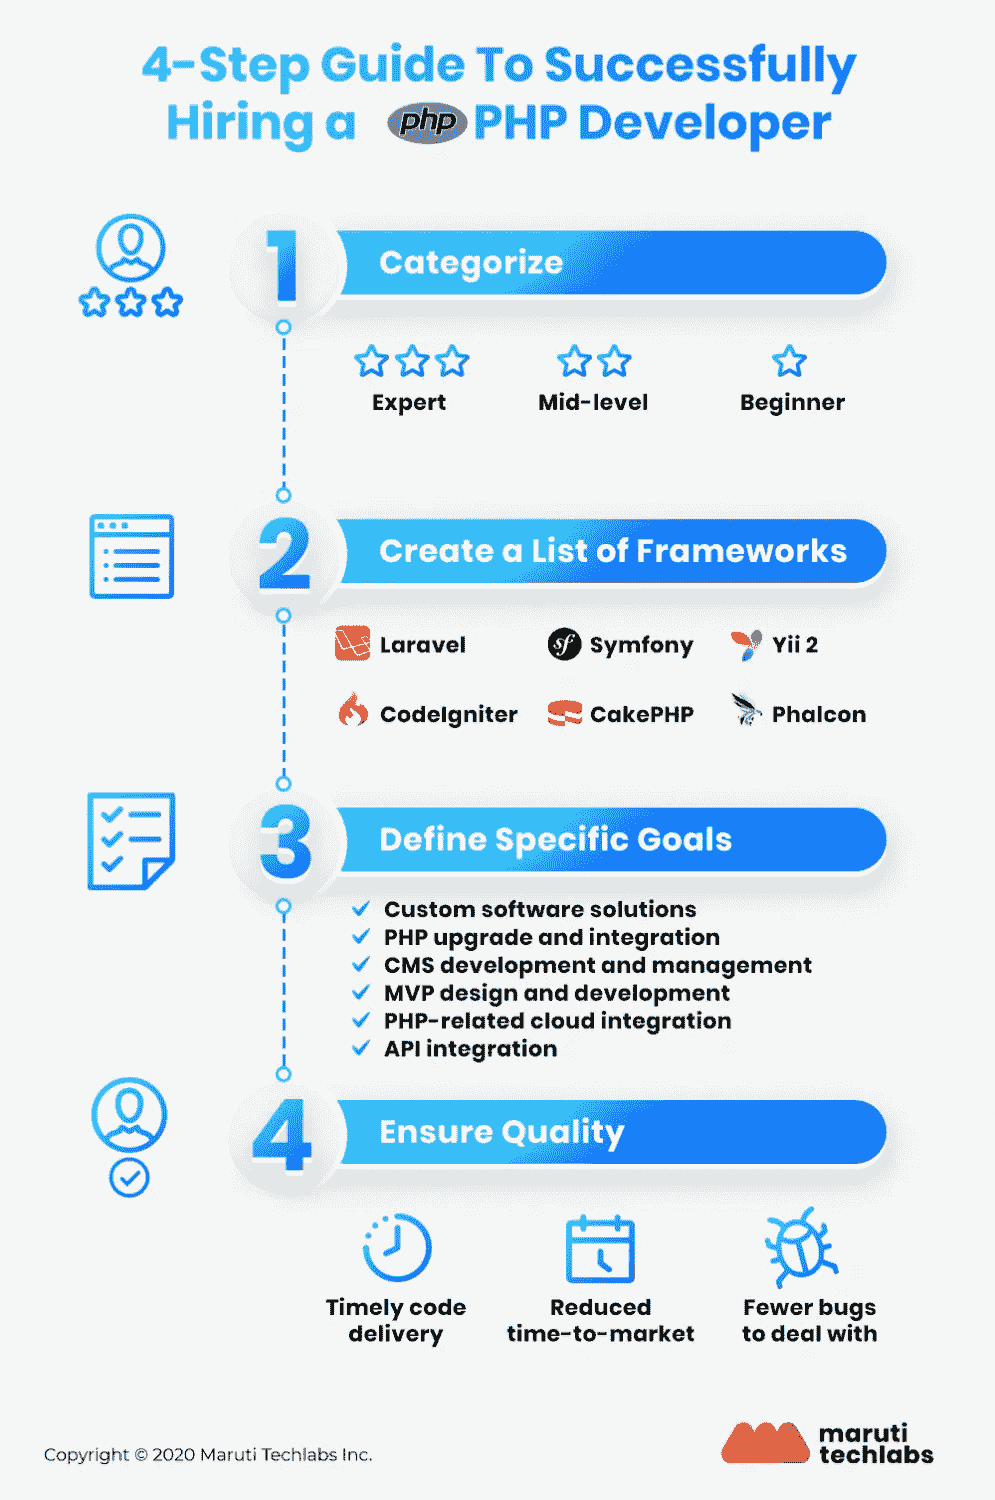 4-Step Guide To Successfully
Hiring a php PHP Developer
1 Categorize
Expert Mid-level Beginner
2 Create a List of Frameworks
Laravel sf Symfony Yii 2
CodeIgniter CakePHP Phalcon
3 Define Specific Goals
Custom software solutions
PHP upgrade and integration
CMS development and management
MVP design and development
PHP-related cloud integration
API integration
4 Ensure Quality
Timely code delivery
Reduced time-to-market
Fewer bugs to deal with
Copyright © 2020 Maruti Techlabs Inc.
maruti
techlabs